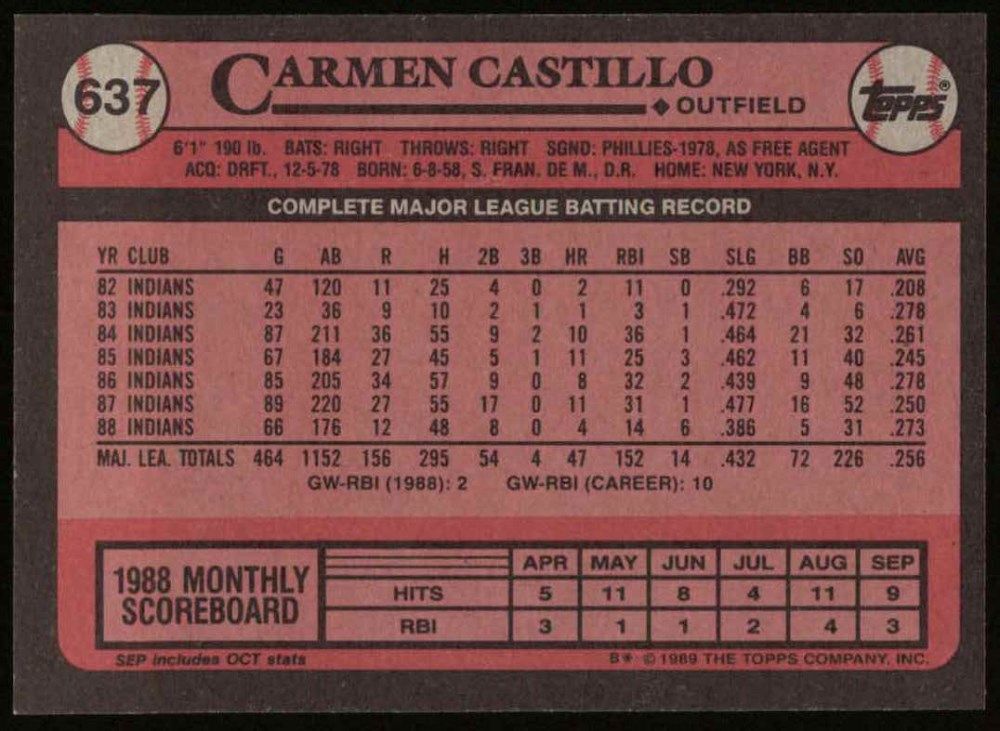 637
CARMEN CASTILLO
◆ OUTFIELD
TOPPS®
6'1" 190 lb. BATS: RIGHT THROWS: RIGHT SGND: PHILLIES-1978, AS FREE AGENT
ACQ: DRFT., 12-5-78 BORN: 6-8-58, S. FRAN. DE M., D.R. HOME: NEW YORK, N.Y.
COMPLETE MAJOR LEAGUE BATTING RECORD
YR CLUB G AB R H 2B 3B HR RBI SB SLG BB SO AVG
82 INDIANS 47 120 11 25 4 0 2 11 0 .292 6 17 .208
83 INDIANS 23 36 9 10 2 1 1 3 1 .472 4 6 .278
84 INDIANS 87 211 36 55 9 2 10 36 1 .464 21 32 .261
85 INDIANS 67 184 27 45 5 1 11 25 3 .462 11 40 .245
86 INDIANS 85 205 34 57 9 0 8 32 2 .439 9 48 .278
87 INDIANS 89 220 27 55 17 0 11 31 1 .477 16 52 .250
88 INDIANS 66 176 12 48 8 0 4 14 6 .386 5 31 .273
MAJ. LEA. TOTALS 464 1152 156 295 54 4 47 152 14 .432 72 226 .256
GW-RBI (1988): 2 GW-RBI (CAREER): 10
1988 MONTHLY
SCOREBOARD
APR MAY JUN JUL AUG SEP
HITS 5 11 8 4 11 9
RBI 3 1 1 2 4 3
SEP includes OCT stats
B* © 1989 THE TOPPS COMPANY, INC.